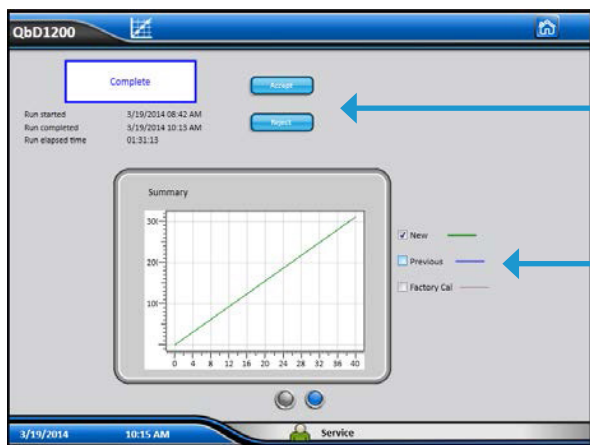 QbD1200
Complete
Accept
Reject
Run started 3/19/2014 08:42 AM
Run completed 3/19/2014 10:13 AM
Run elapsed time 01:31:13
Summary
30(
20(
10(
0 4 8 12 16 20 24 28 32 36 40
New
Previous
Factory Cal
3/19/2014 10:15 AM Service